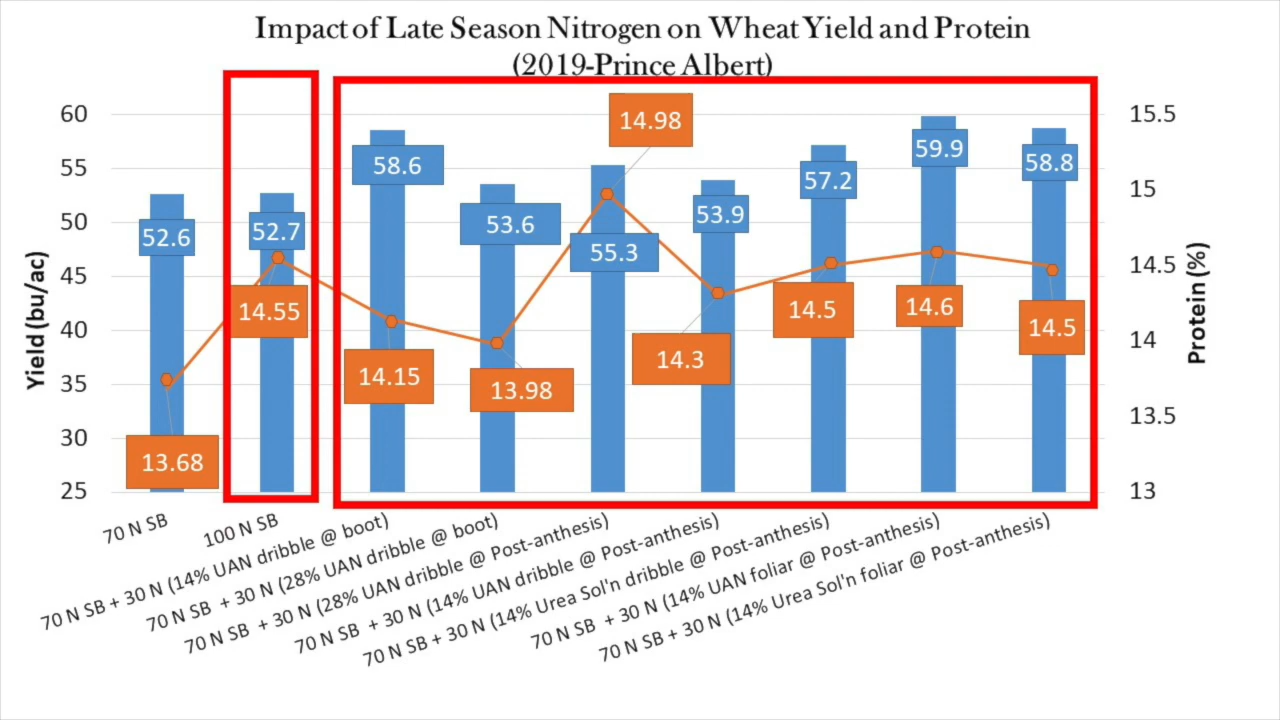 Impact of Late Season Nitrogen on Wheat Yield and Protein
(2019-Prince Albert)
60
55
50
45
40
35
30
25
Yield (bu/ac)
15.5
15
14.5
14
13.5
13
Protein (%)
52.6
52.7
58.6
53.6
55.3
53.9
57.2
59.9
58.8
13.68
14.55
14.15
13.98
14.98
14.3
14.5
14.6
14.5
70 N SB
100 N SB
70 N SB + 30 N (14% UAN dribble @ boot)
70 N SB + 30 N (28% UAN dribble @ boot)
70 N SB + 30 N (28% UAN dribble @ Post-anthesis)
70 N SB + 30 N (14% UAN dribble @ Post-anthesis)
70 N SB + 30 N (14% Urea Sol'n dribble @ Post-anthesis)
70 N SB + 30 N (14% UAN foliar @ Post-anthesis)
70 N SB + 30 N (14% Urea Sol'n foliar @ Post-anthesis)